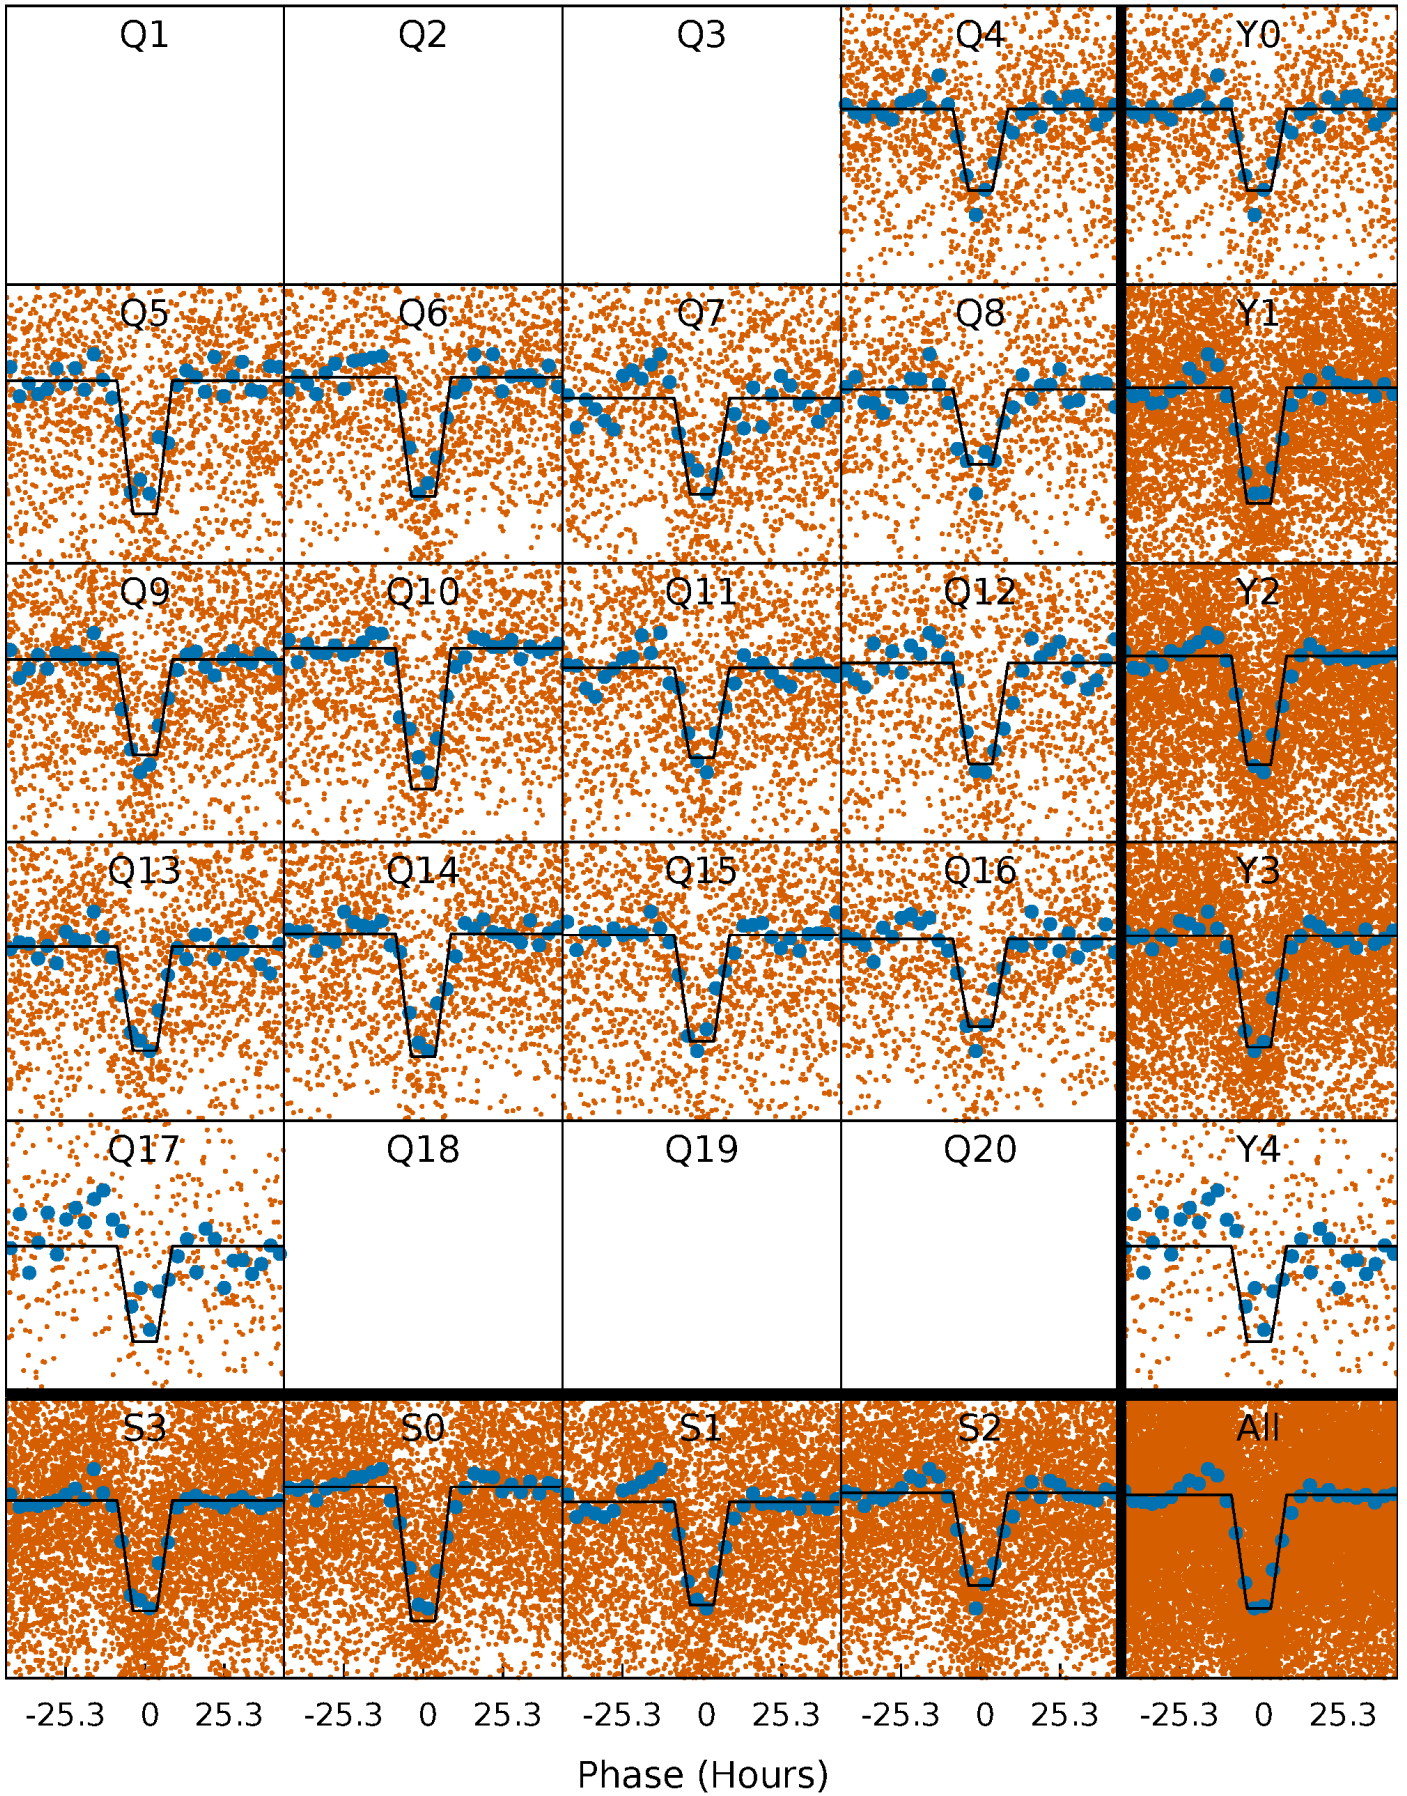 Q1 Q2 Q3 Q4 Y0
Q5 Q6 Q7 Q8 Y1
Q9 Q10 Q11 Q12 Y2
Q13 Q14 Q15 Q16 Y3
Q17 Q18 Q19 Q20 Y4
S3 S0 S1 S2 All
-25.3 0 25.3 -25.3 0 25.3 -25.3 0 25.3 -25.3 0 25.3 -25.3 0 25.3
Phase (Hours)